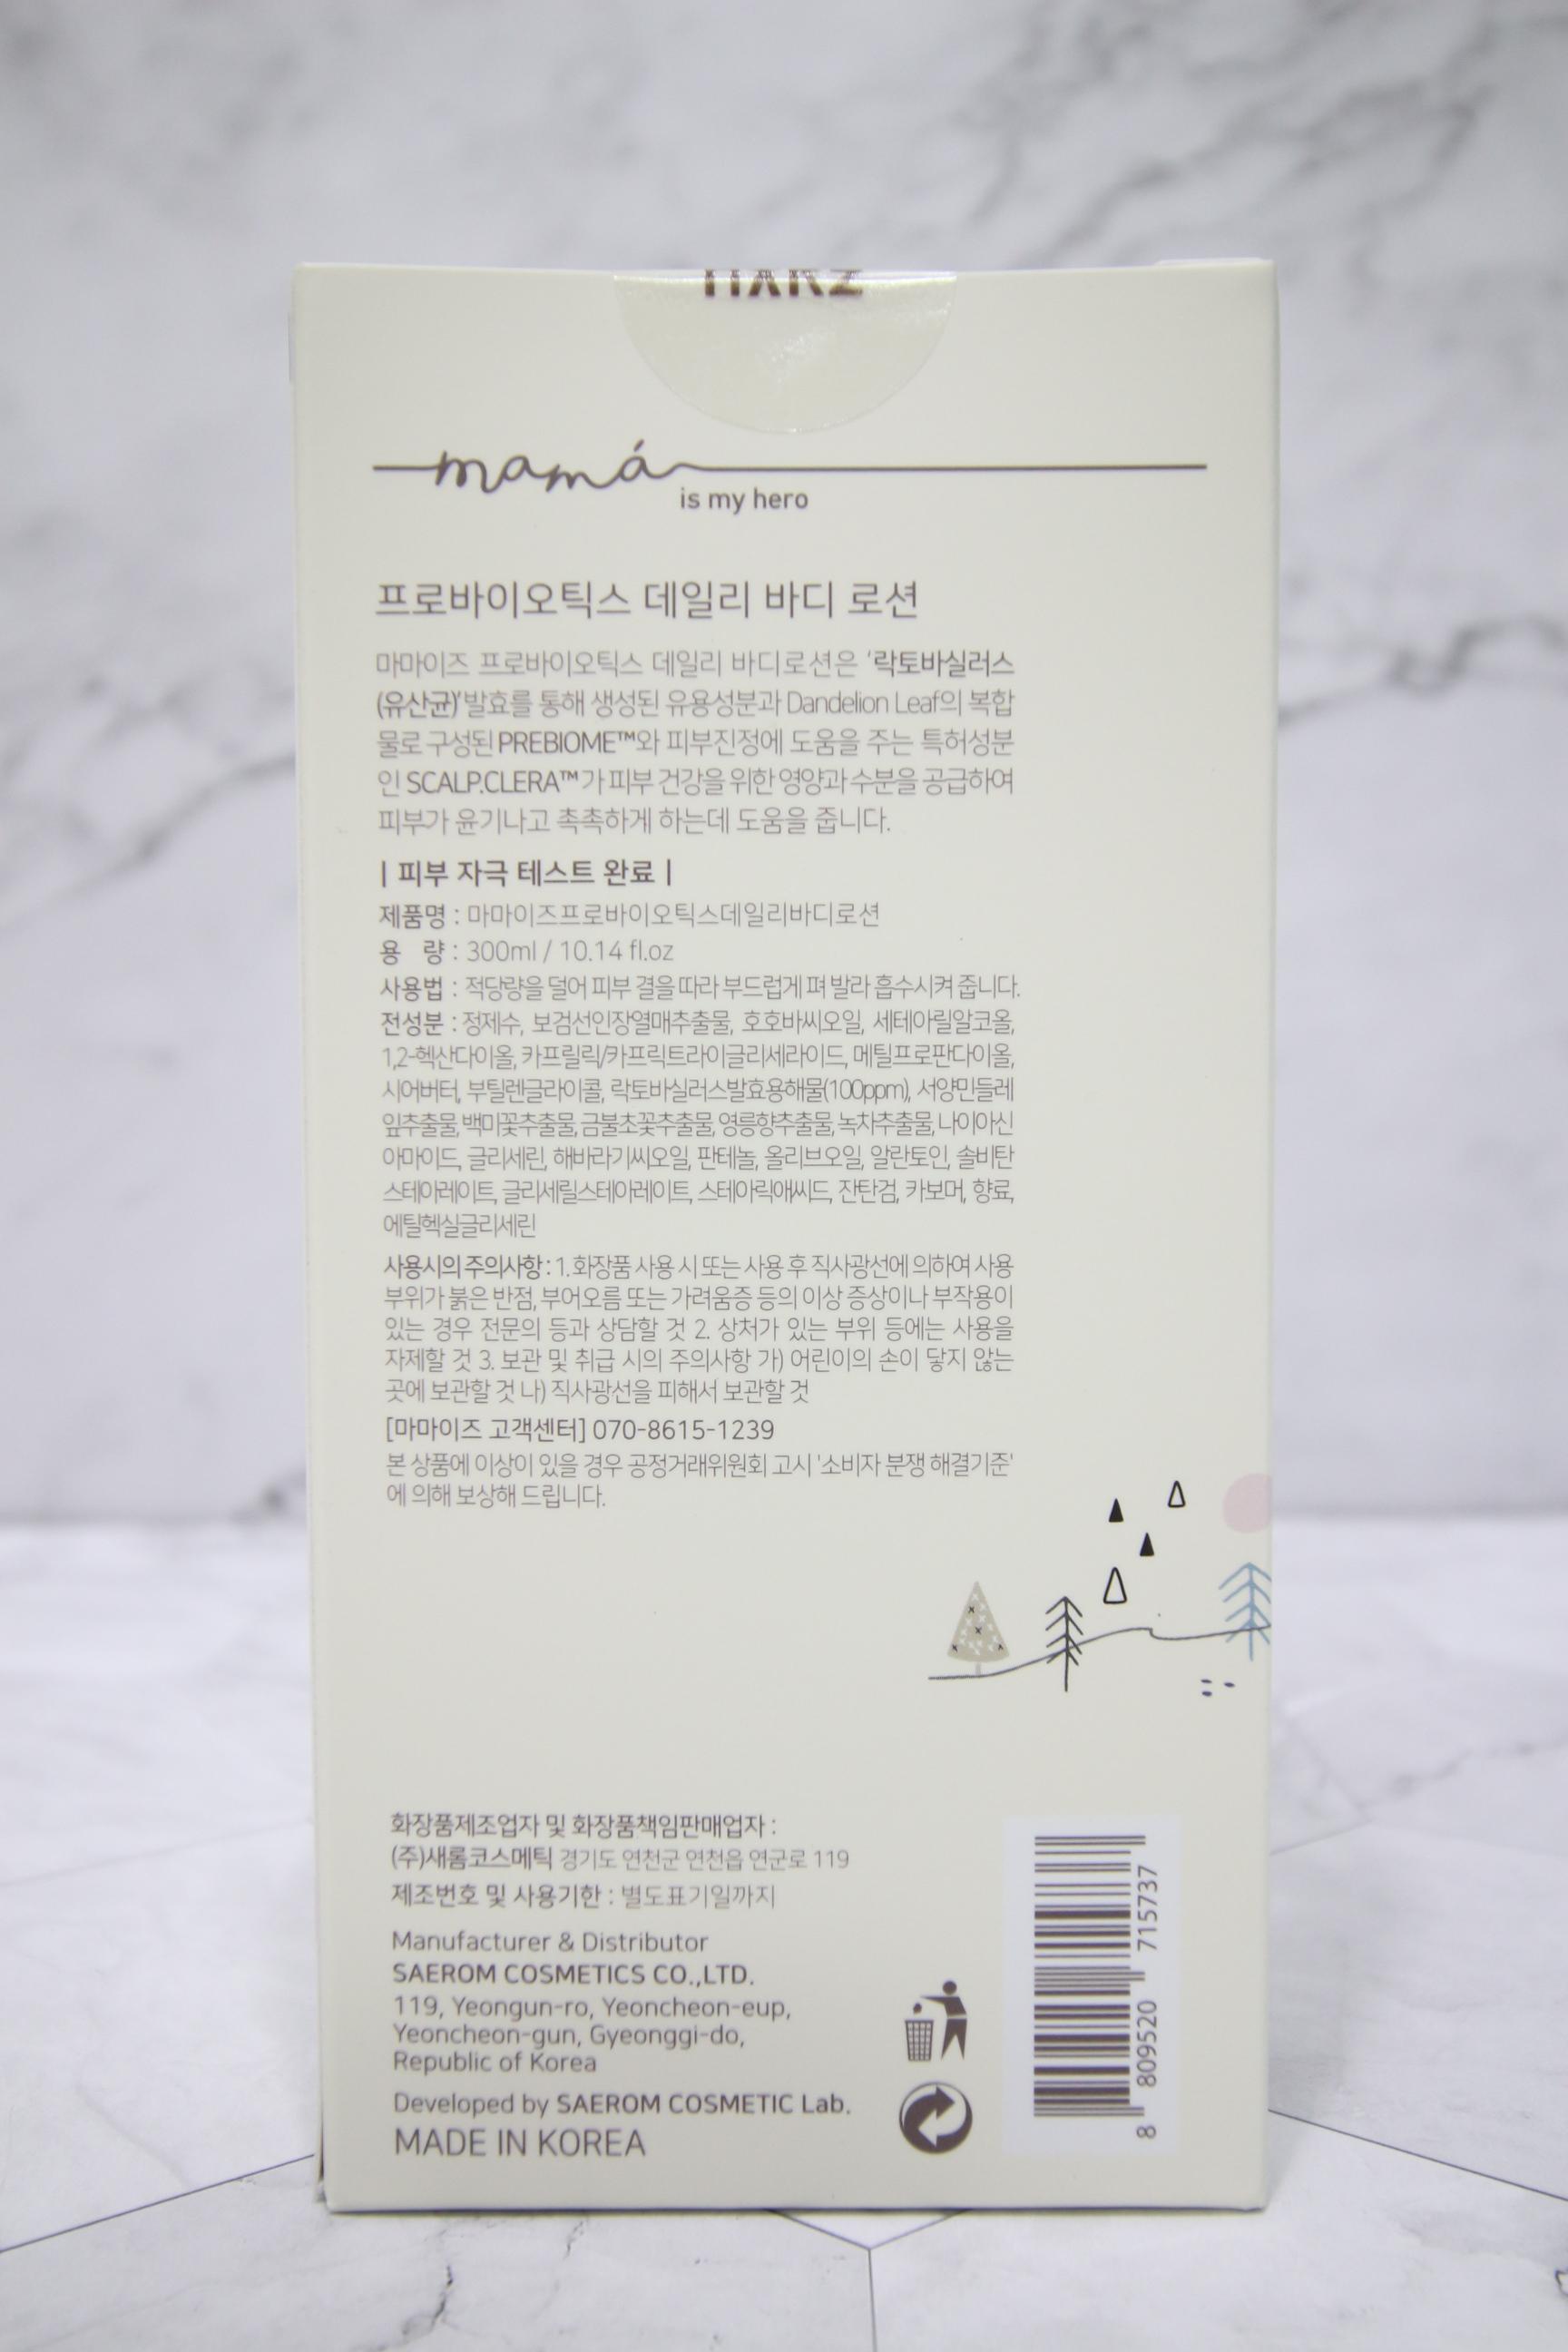 mamá
is my hero
프로바이오틱스 데일리 바디 로션
마마이즈 프로바이오틱스 데일리 바디로션은 '락토바실러스
(유산균)'발효를 통해 생성된 유용성분과 Dandelion Leaf의 복합
물로 구성된 PREBIOME™와 피부진정에 도움을 주는 특허성분
인 SCALP.CLERA™가 피부 건강을 위한 영양과 수분을 공급하여
피부가 윤기나고 촉촉하게 하는데 도움을 줍니다.
| 피부 자극 테스트 완료 |
제품명 : 마마이즈프로바이오틱스데일리바디로션
용 량 : 300ml / 10.14 fl.oz
사용법 : 적당량을 덜어 피부 결을 따라 부드럽게 펴 발라 흡수시켜 줍니다.
전성분 : 정제수, 보검선인장열매추출물, 호호바씨오일, 세테아릴알코올,
1,2-헥산다이올, 카프릴릭/카프릭트라이글리세라이드, 메틸프로판다이올,
시어버터, 부틸렌글라이콜, 락토바실러스발효용해물(100ppm), 서양민들레
잎추출물, 백미꽃추출물, 금불초꽃추출물, 영릉향추출물, 녹차추출물, 나이아신
아마이드, 글리세린, 해바라기씨오일, 판테놀, 올리브오일, 알란토인, 솔비탄
스테아레이트, 글리세릴스테아레이트, 스테아릭애씨드, 잔탄검, 카보머, 향료,
에틸헥실글리세린
사용시의 주의사항 : 1. 화장품 사용 시 또는 사용 후 직사광선에 의하여 사용
부위가 붉은 반점, 부어오름 또는 가려움증 등의 이상 증상이나 부작용이
있는 경우 전문의 등과 상담할 것 2. 상처가 있는 부위 등에는 사용을
자제할 것 3. 보관 및 취급 시의 주의사항 가) 어린이의 손이 닿지 않는
곳에 보관할 것 나) 직사광선을 피해서 보관할 것
[마마이즈 고객센터] 070-8615-1239
본 상품에 이상이 있을 경우 공정거래위원회 고시 '소비자 분쟁 해결기준'
에 의해 보상해 드립니다.
화장품제조업자 및 화장품책임판매업자 :
(주)새롬코스메틱 경기도 연천군 연천읍 연군로 119
제조번호 및 사용기한 : 별도표기일까지
Manufacturer & Distributor
SAEROM COSMETICS CO.,LTD.
119, Yeongun-ro, Yeoncheon-eup,
Yeoncheon-gun, Gyeonggi-do,
Republic of Korea
Developed by SAEROM COSMETIC Lab.
MADE IN KOREA
8 809520 715737